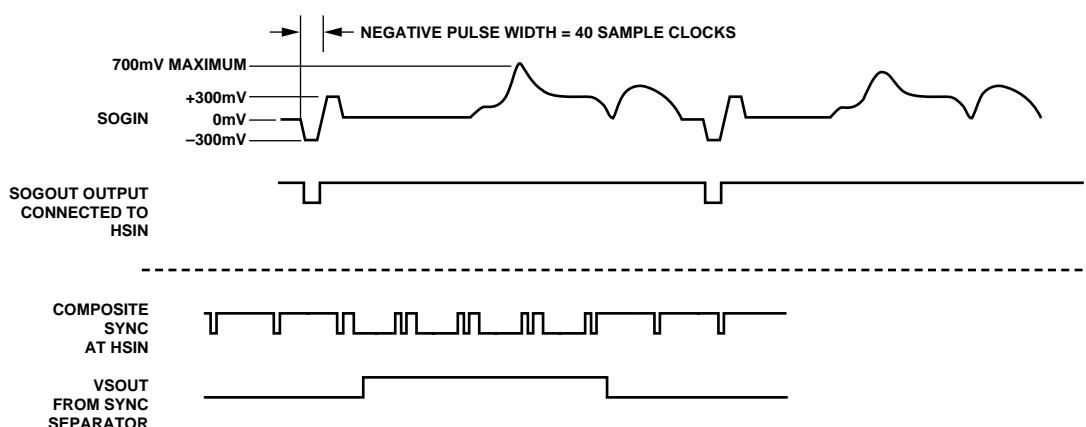 NEGATIVE PULSE WIDTH = 40 SAMPLE CLOCKS
700mV MAXIMUM
+300mV
SOGIN
0mV
–300mV
SOGOUT OUTPUT
CONNECTED TO
HSIN
COMPOSITE
SYNC
AT HSIN
VSOUT
FROM SYNC
SEPARATOR